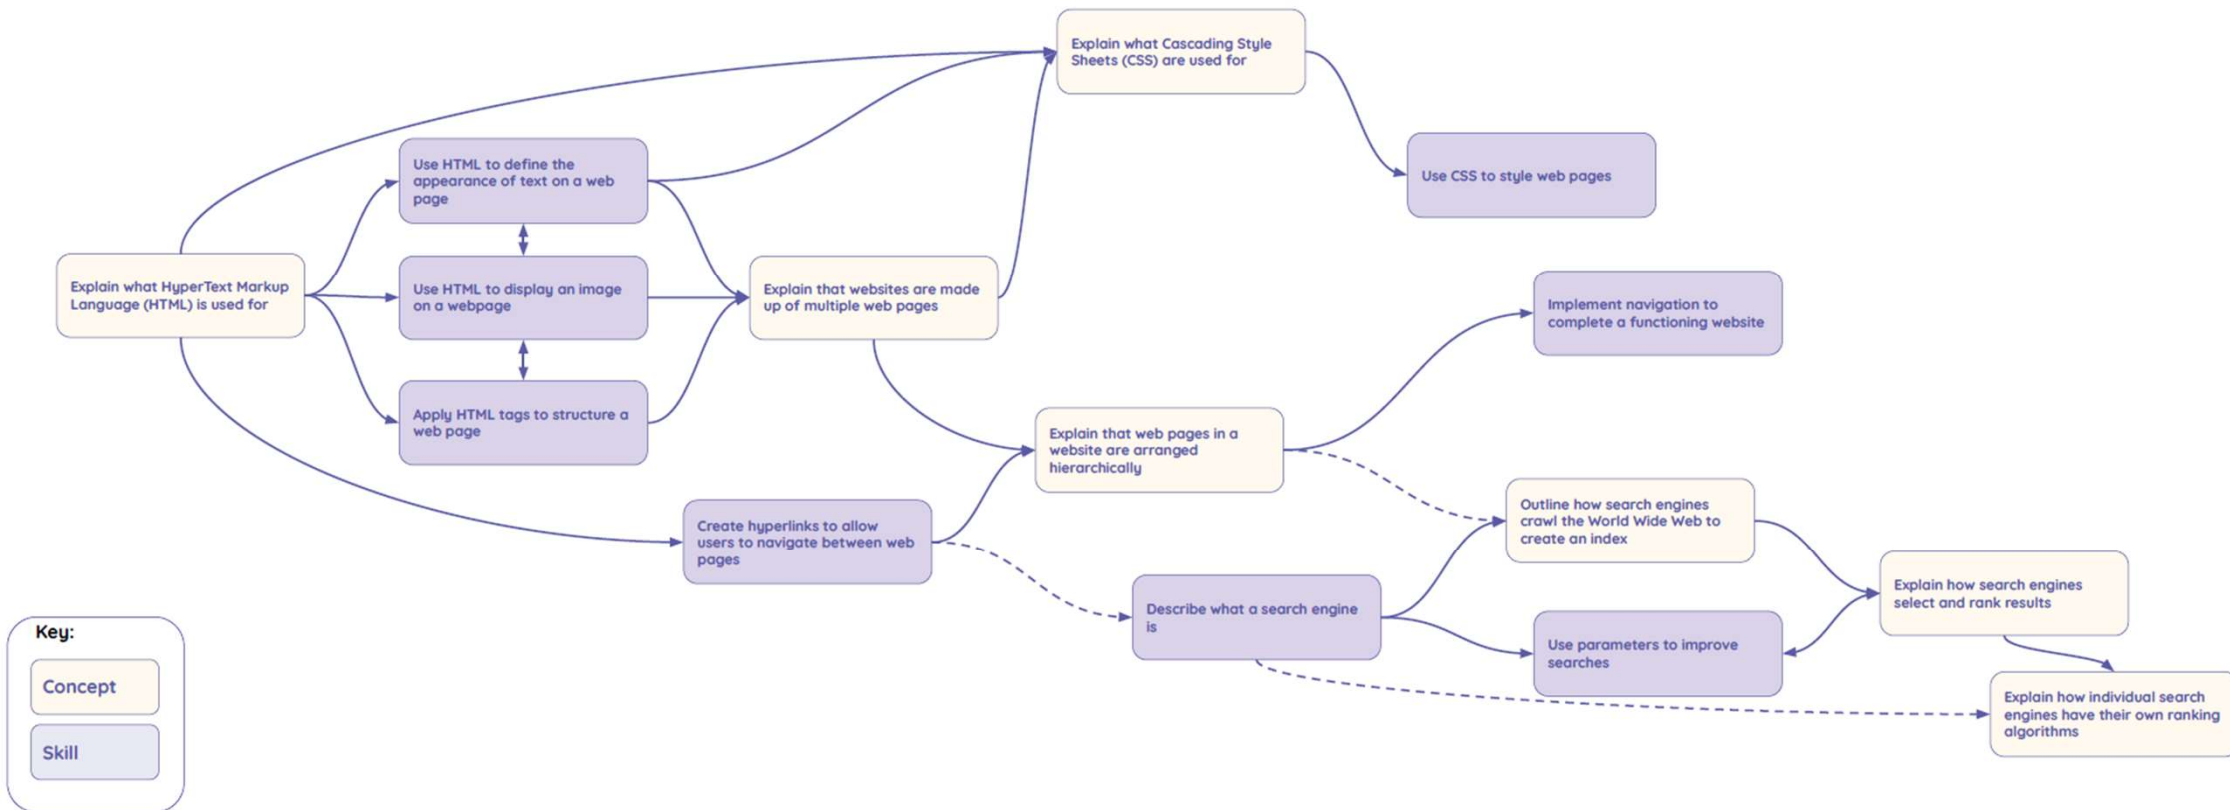 Explain what Cascading Style
Sheets (CSS) are used for
Use HTML to define the
appearance of text on a web
page
Use CSS to style web pages
Explain what HyperText Markup
Language (HTML) is used for
Use HTML to display an image
on a webpage
Explain that websites are made
up of multiple web pages
Implement navigation to
complete a functioning website
Apply HTML tags to structure a
web page
Explain that web pages in a
website are arranged
hierarchically
Create hyperlinks to allow
users to navigate between web
pages
Outline how search engines
crawl the World Wide Web to
create an index
Describe what a search engine
is
Explain how search engines
select and rank results
Use parameters to improve
searches
Explain how individual search
engines have their own ranking
algorithms
Key:
Concept
Skill